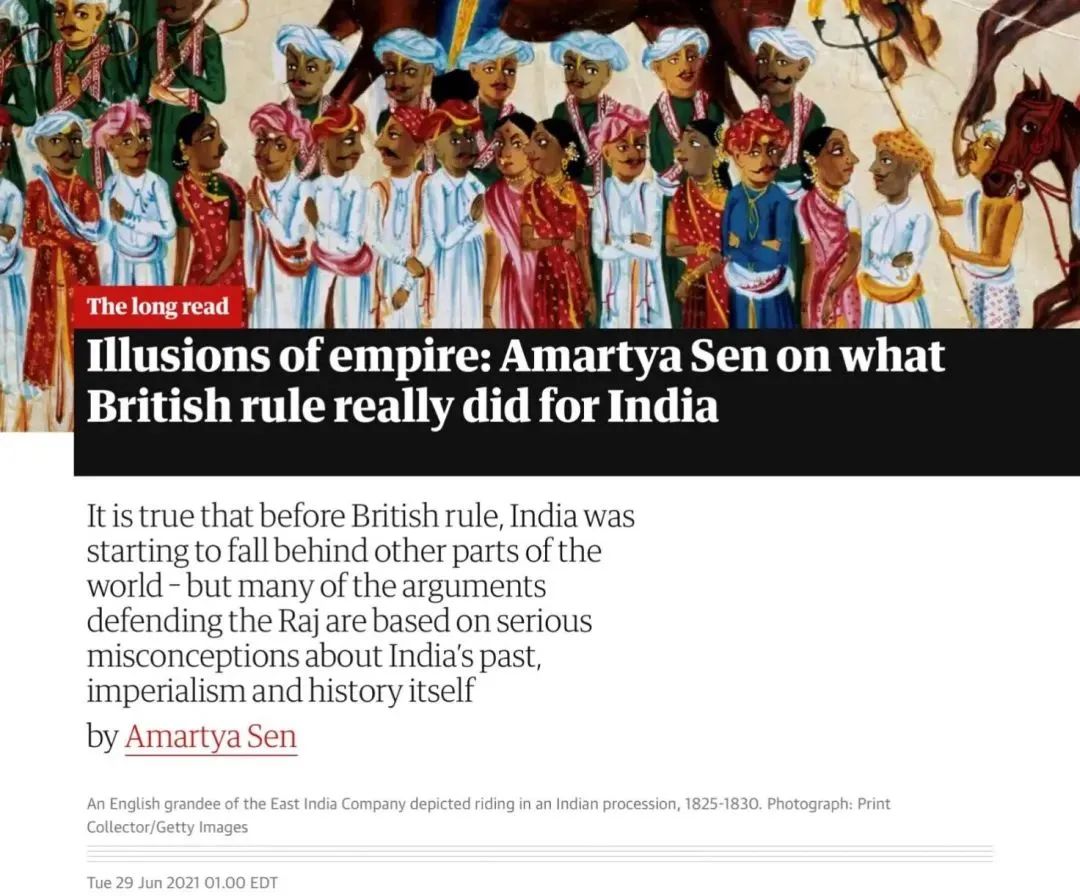 The long read
Illusions of empire: Amartya Sen on what
British rule really did for India
It is true that before British rule, India was
starting to fall behind other parts of the
world – but many of the arguments
defending the Raj are based on serious
misconceptions about India’s past,
imperialism and history itself
by Amartya Sen
An English grandee of the East India Company depicted riding in an Indian procession, 1825-1830. Photograph: Print
Collector/Getty Images
Tue 29 Jun 2021 01.00 EDT